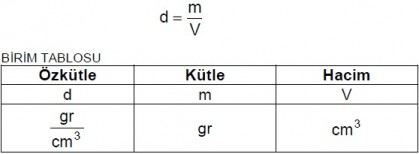 d = m/V
BİRİM TABLOSU
Özkütle Kütle Hacim
d m V
gr/cm³ gr cm³